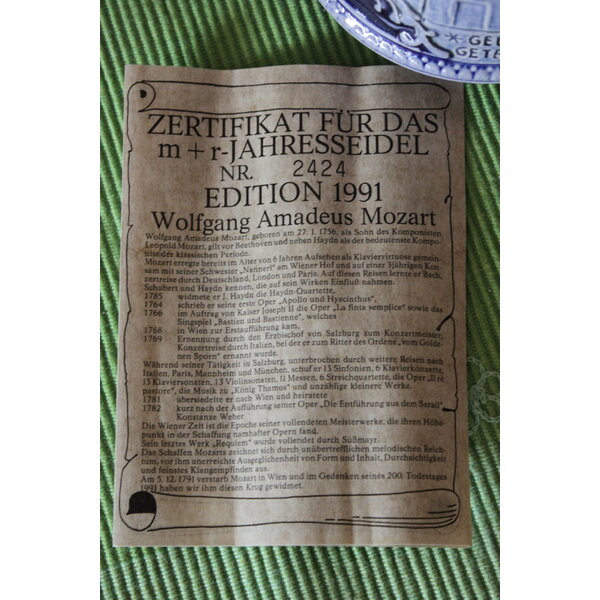 ✶ GEL
GETE
ZERTIFIKAT FÜR DAS
m + r-JAHRESSEIDEL
NR. 2424
EDITION 1991
Wolfgang Amadeus Mozart
Wolfgang Amadeus Mozart, geboren am 27. 1. 1756, als Sohn des Komponisten
Leopold Mozart, gilt vor Beethoven und neben Haydn als der bedeutenste Kompo-
nist der klassischen Periode.
Mozart erregte bereits im Alter von 6 Jahren Aufsehen als Klaviervirtuose gemein-
sam mit seiner Schwester „Nannerl" am Wiener Hof und auf einer 3jährigen Kon-
zertreise durch Deutschland, London und Paris. Auf diesen Reisen lernte er Bach,
Schubert und Haydn kennen, die auf sein Wirken Einfluß nahmen.
1785 widmete er J. Haydn die Haydn-Quartette,
1764 schrieb er seine erste Oper „Apollo und Hyacinthus",
1766 im Auftrag von Kaiser Joseph II die Oper „La finta semplice" sowie das
Singspiel „Bastien und Bastienne", welches
1768 in Wien zur Erstaufführung kam.
1769 Ernennung durch den Erzbischof von Salzburg zum Konzertmeister,
Konzertreise durch Italien, bei der er zum Ritter des Ordens „vom Golde-
nen Sporn" ernannt wurde.
Während seiner Tätigkeit in Salzburg, unterbrochen durch weitere Reisen nach
Italien, Paris, Mannheim und München, schuf er 13 Sinfonien, 6 Klavierkonzerte,
13 Klaviersonaten, 13 Violinsonaten, 11 Messen, 6 Streichquartette, die Oper „Il ré
pastore", die Musik zu „König Thamos" und unzählige kleinere Werke.
1781 übersiedelte er nach Wien und heiratete
1782 kurz nach der Aufführung seiner Oper „Die Entführung aus dem Serail"
Konstanze Weber
Die Wiener Zeit ist die Epoche seiner vollendeten Meisterwerke, die ihren Höhe-
punkt in der Schaffung namhafter Opern fand.
Sein letztes Werk „Requiem" wurde vollendet durch Süßmayr.
Das Schaffen Mozarts zeichnet sich durch unübertrefflichen melodischen Reich-
tum, vor ihm unerreichte Ausgeglichenheit von Form und Inhalt, Durchsichtigkeit
und feinstes Klangempfinden aus.
Am 5. 12. 1791 verstarb Mozart in Wien und im Gedenken seines 200. Todestages
1991 haben wir ihm diesen Krug gewidmet.